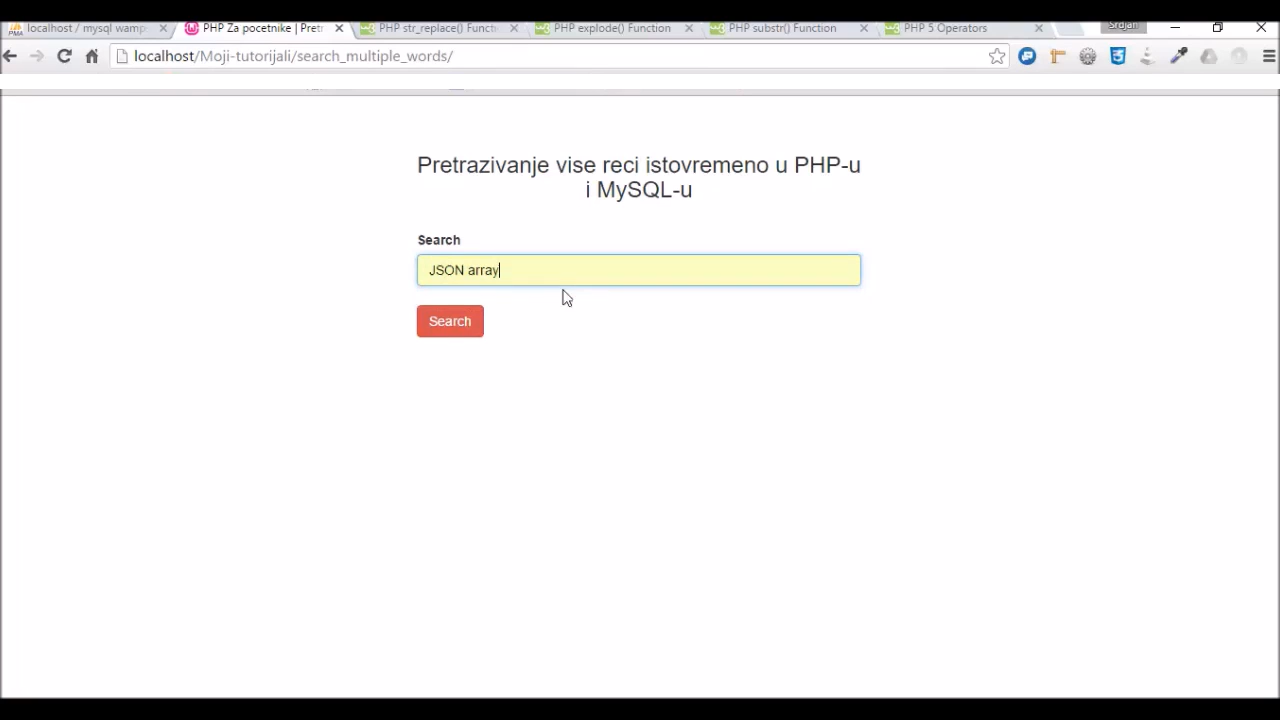 localhost / mysql wamp
PHP Za pocetnike | Pretr
PHP str_replace() Functi
PHP explode() Function
PHP substr() Function
PHP 5 Operators
Srdjan
localhost/Moji-tutorijali/search_multiple_words/
Pretrazivanje vise reci istovremeno u PHP-u
i MySQL-u
Search
JSON array
Search